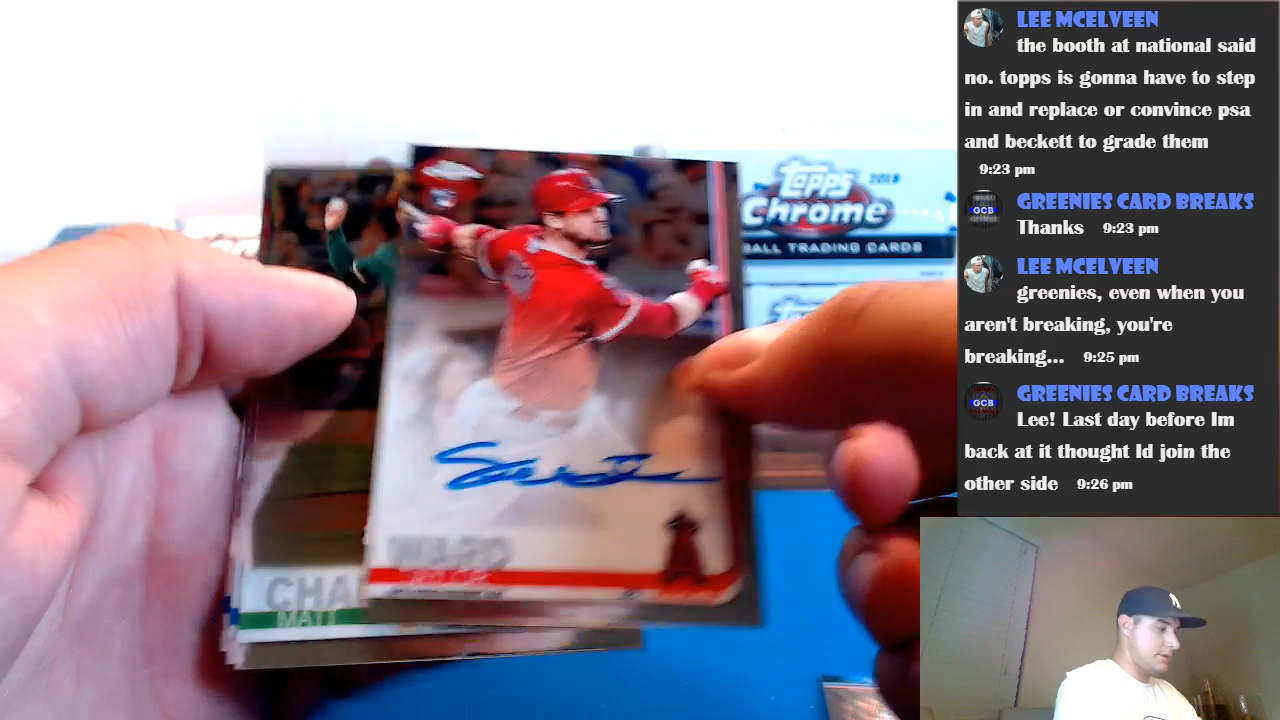 LEE MCELVEEN
the booth at national said
no. topps is gonna have to step
in and replace or convince psa
and beckett to grade them
9:23 pm
GCB
GREENIES CARD BREAKS
Thanks 9:23 pm
LEE MCELVEEN
greenies, even when you
aren't breaking, you're
breaking... 9:25 pm
GCB
GREENIES CARD BREAKS
Lee! Last day before Im
back at it thought Id join the
other side 9:26 pm
Topps 2019
Chrome
BALL TRADING CARDS
WARD
TAYLOR
CHA
MATT